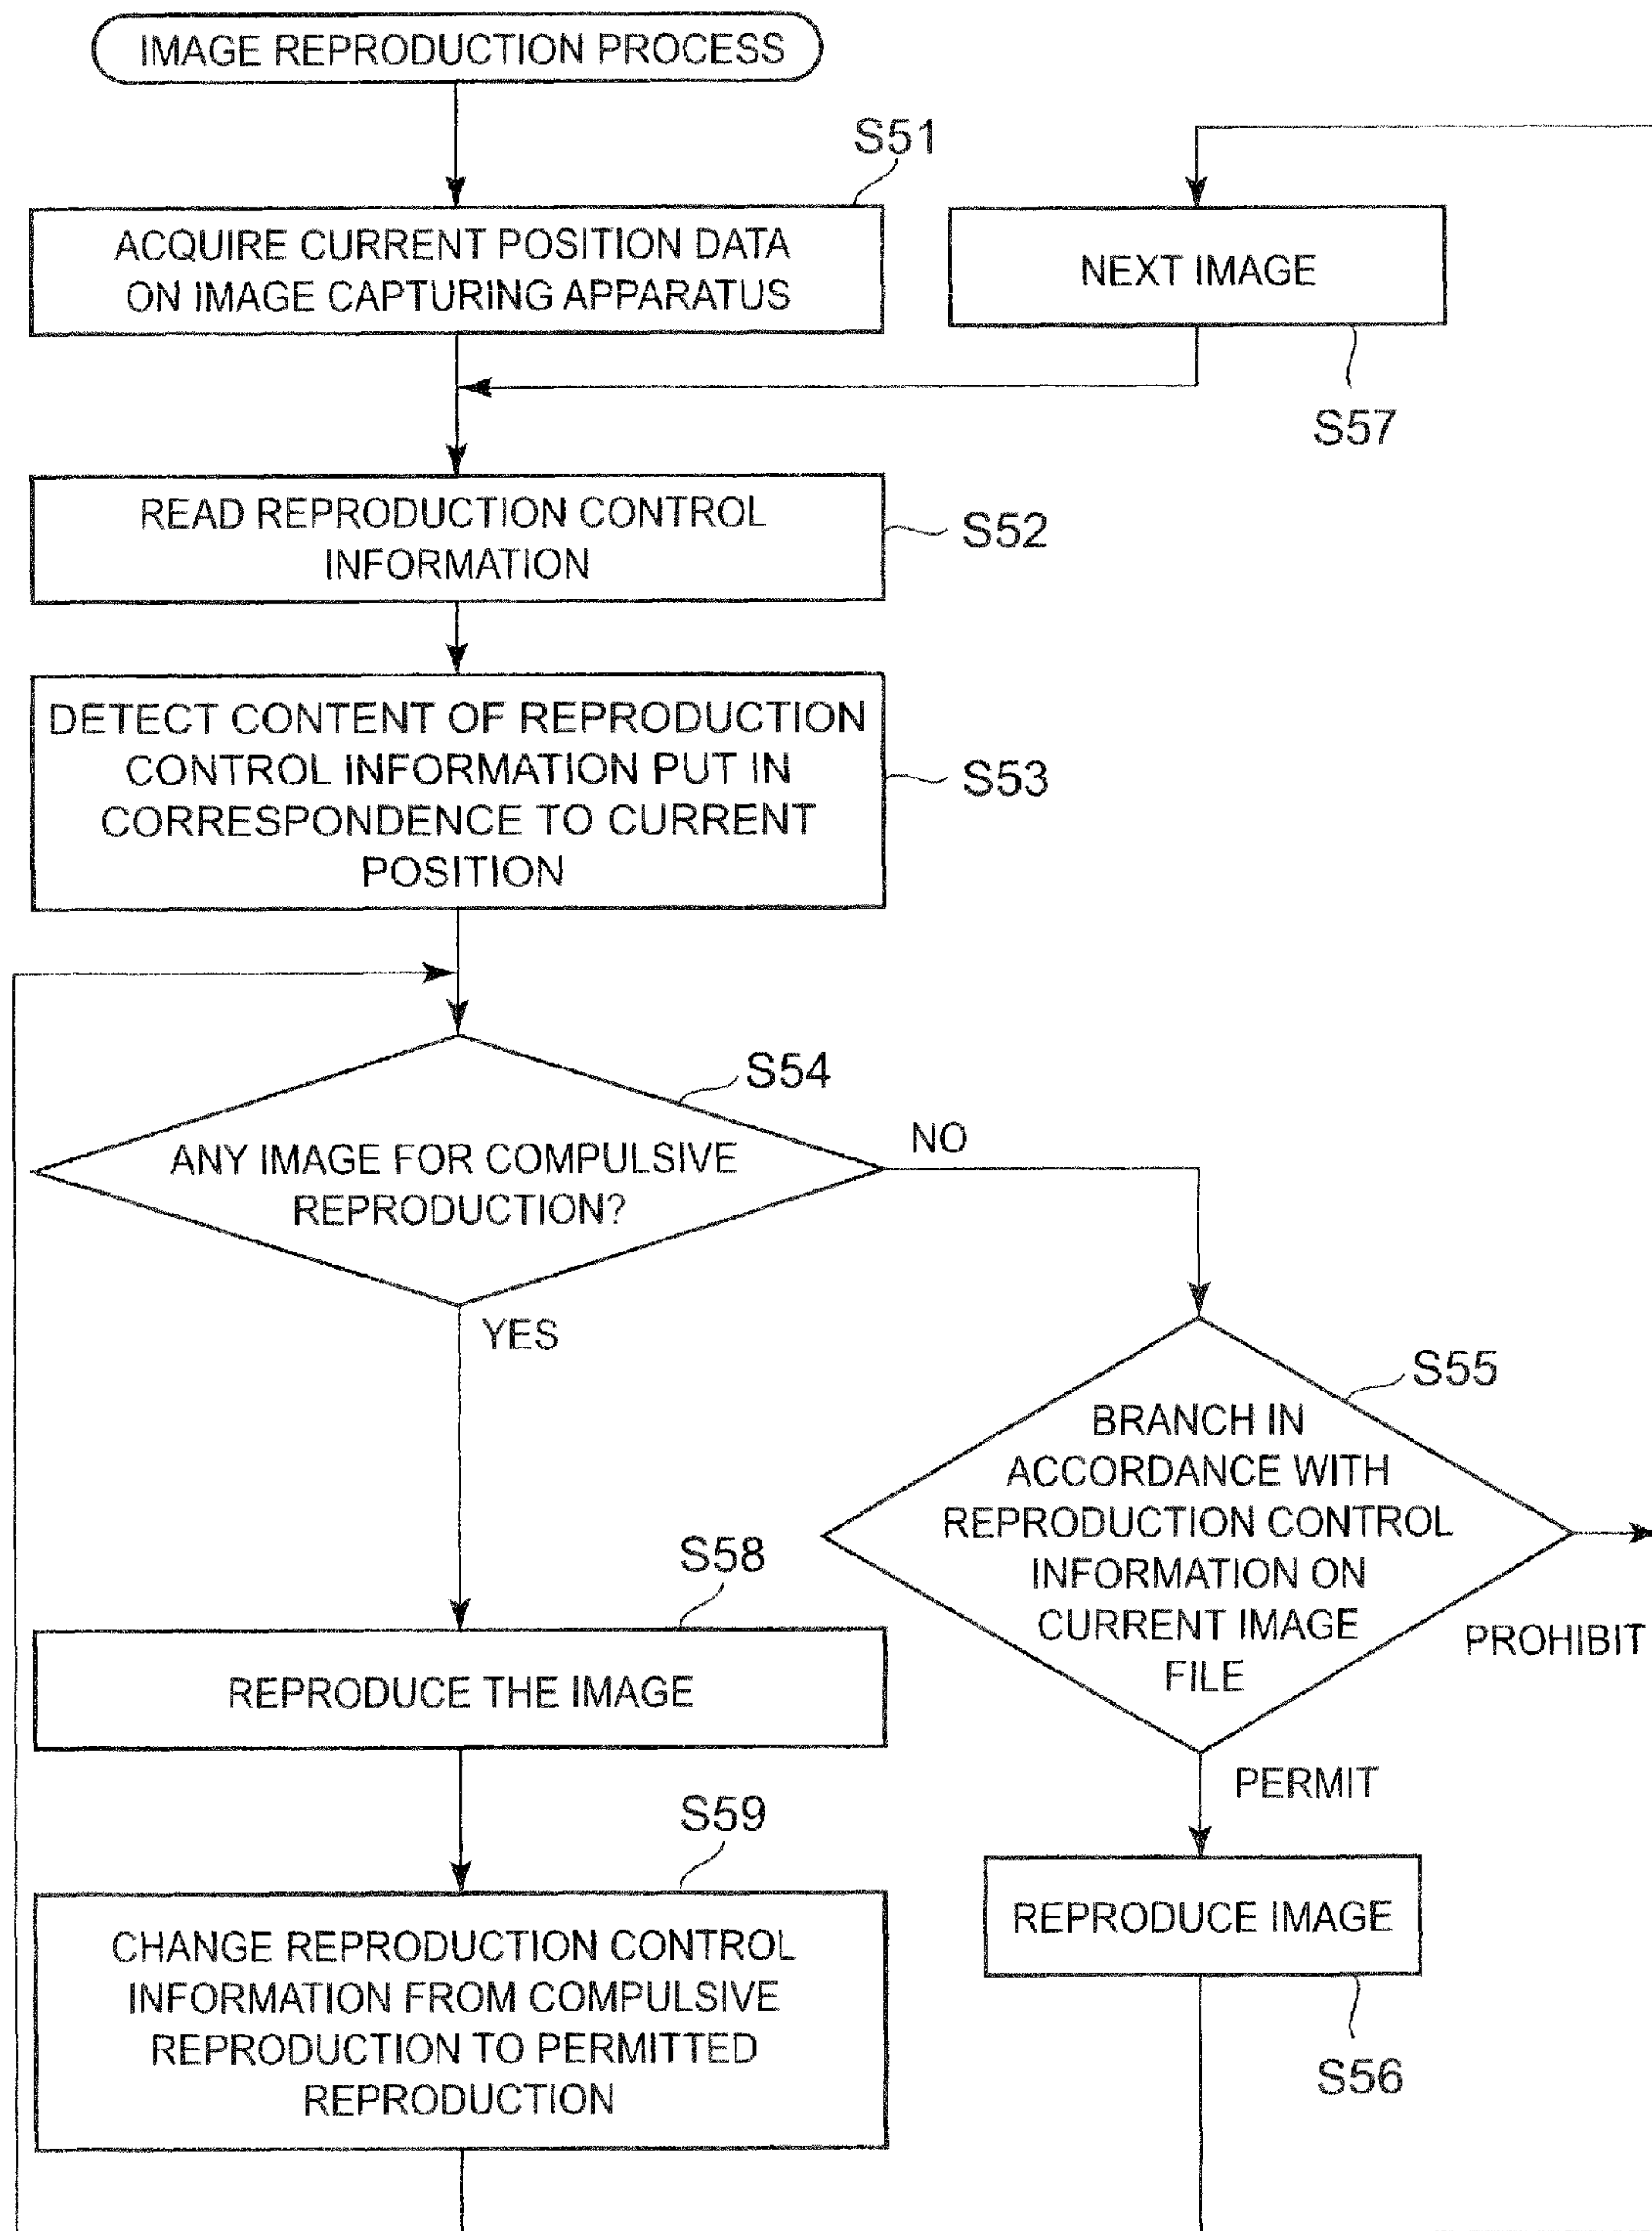 IMAGE REPRODUCTION PROCESS
S51
ACQUIRE CURRENT POSITION DATA
ON IMAGE CAPTURING APPARATUS
NEXT IMAGE
S57
READ REPRODUCTION CONTROL
INFORMATION
S52
DETECT CONTENT OF REPRODUCTION
CONTROL INFORMATION PUT IN
CORRESPONDENCE TO CURRENT
POSITION
S53
S54
ANY IMAGE FOR COMPULSIVE
REPRODUCTION?
NO
YES
S55
BRANCH IN
ACCORDANCE WITH
REPRODUCTION CONTROL
INFORMATION ON
CURRENT IMAGE
FILE
PROHIBIT
PERMIT
S58
REPRODUCE THE IMAGE
S59
CHANGE REPRODUCTION CONTROL
INFORMATION FROM COMPULSIVE
REPRODUCTION TO PERMITTED
REPRODUCTION
REPRODUCE IMAGE
S56